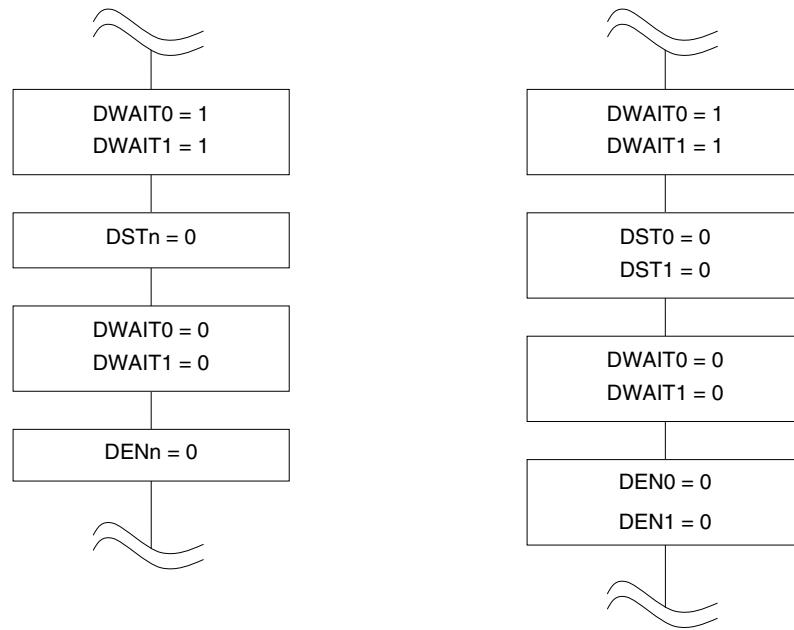 DWAIT0 = 1
DWAIT1 = 1
DSTn = 0
DWAIT0 = 0
DWAIT1 = 0
DENn = 0
DWAIT0 = 1
DWAIT1 = 1
DST0 = 0
DST1 = 0
DWAIT0 = 0
DWAIT1 = 0
DEN0 = 0
DEN1 = 0